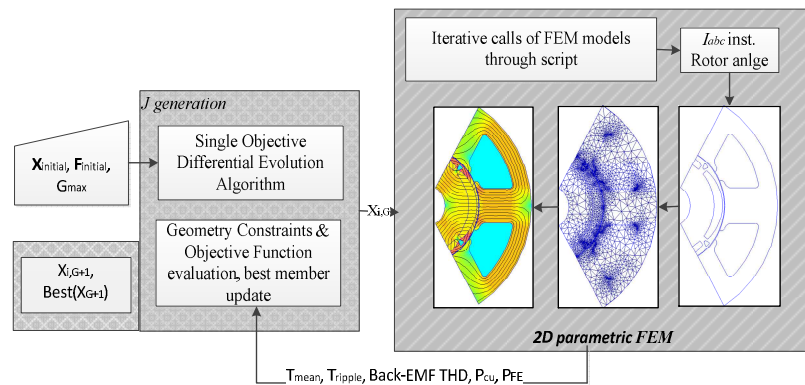 J generation
Xinitial, Finitial,
Gmax
Single Objective
Differential Evolution
Algorithm
Geometry Constraints &
Objective Function
evaluation, best member
update
Xi,G+1,
Best(XG+1)
Xi,G
Iterative calls of FEM models
through script
Iabc inst.
Rotor anlge
2D parametric FEM
Tmean, Tripple, Back-EMF THD, Pcu, PFE